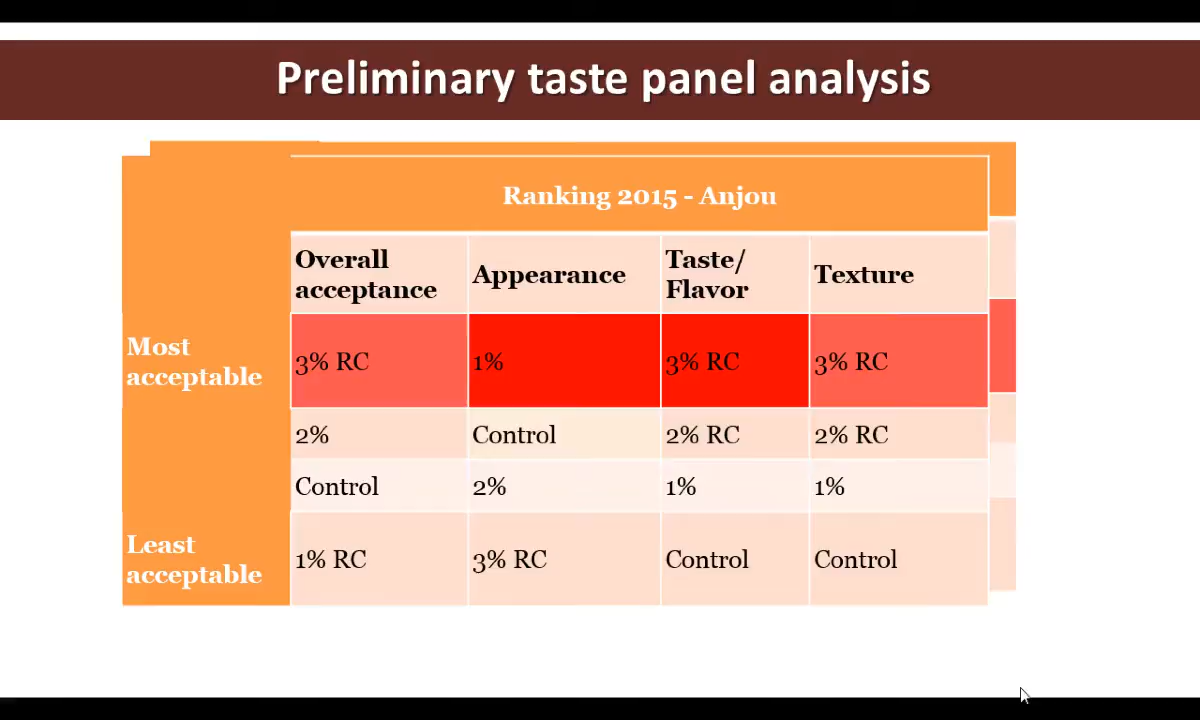 Preliminary taste panel analysis
Ranking 2015 - Anjou
Overall acceptance
Appearance
Taste/ Flavor
Texture
Most acceptable
3% RC
1%
3% RC
3% RC
2%
Control
2% RC
2% RC
Control
2%
1%
1%
Least acceptable
1% RC
3% RC
Control
Control